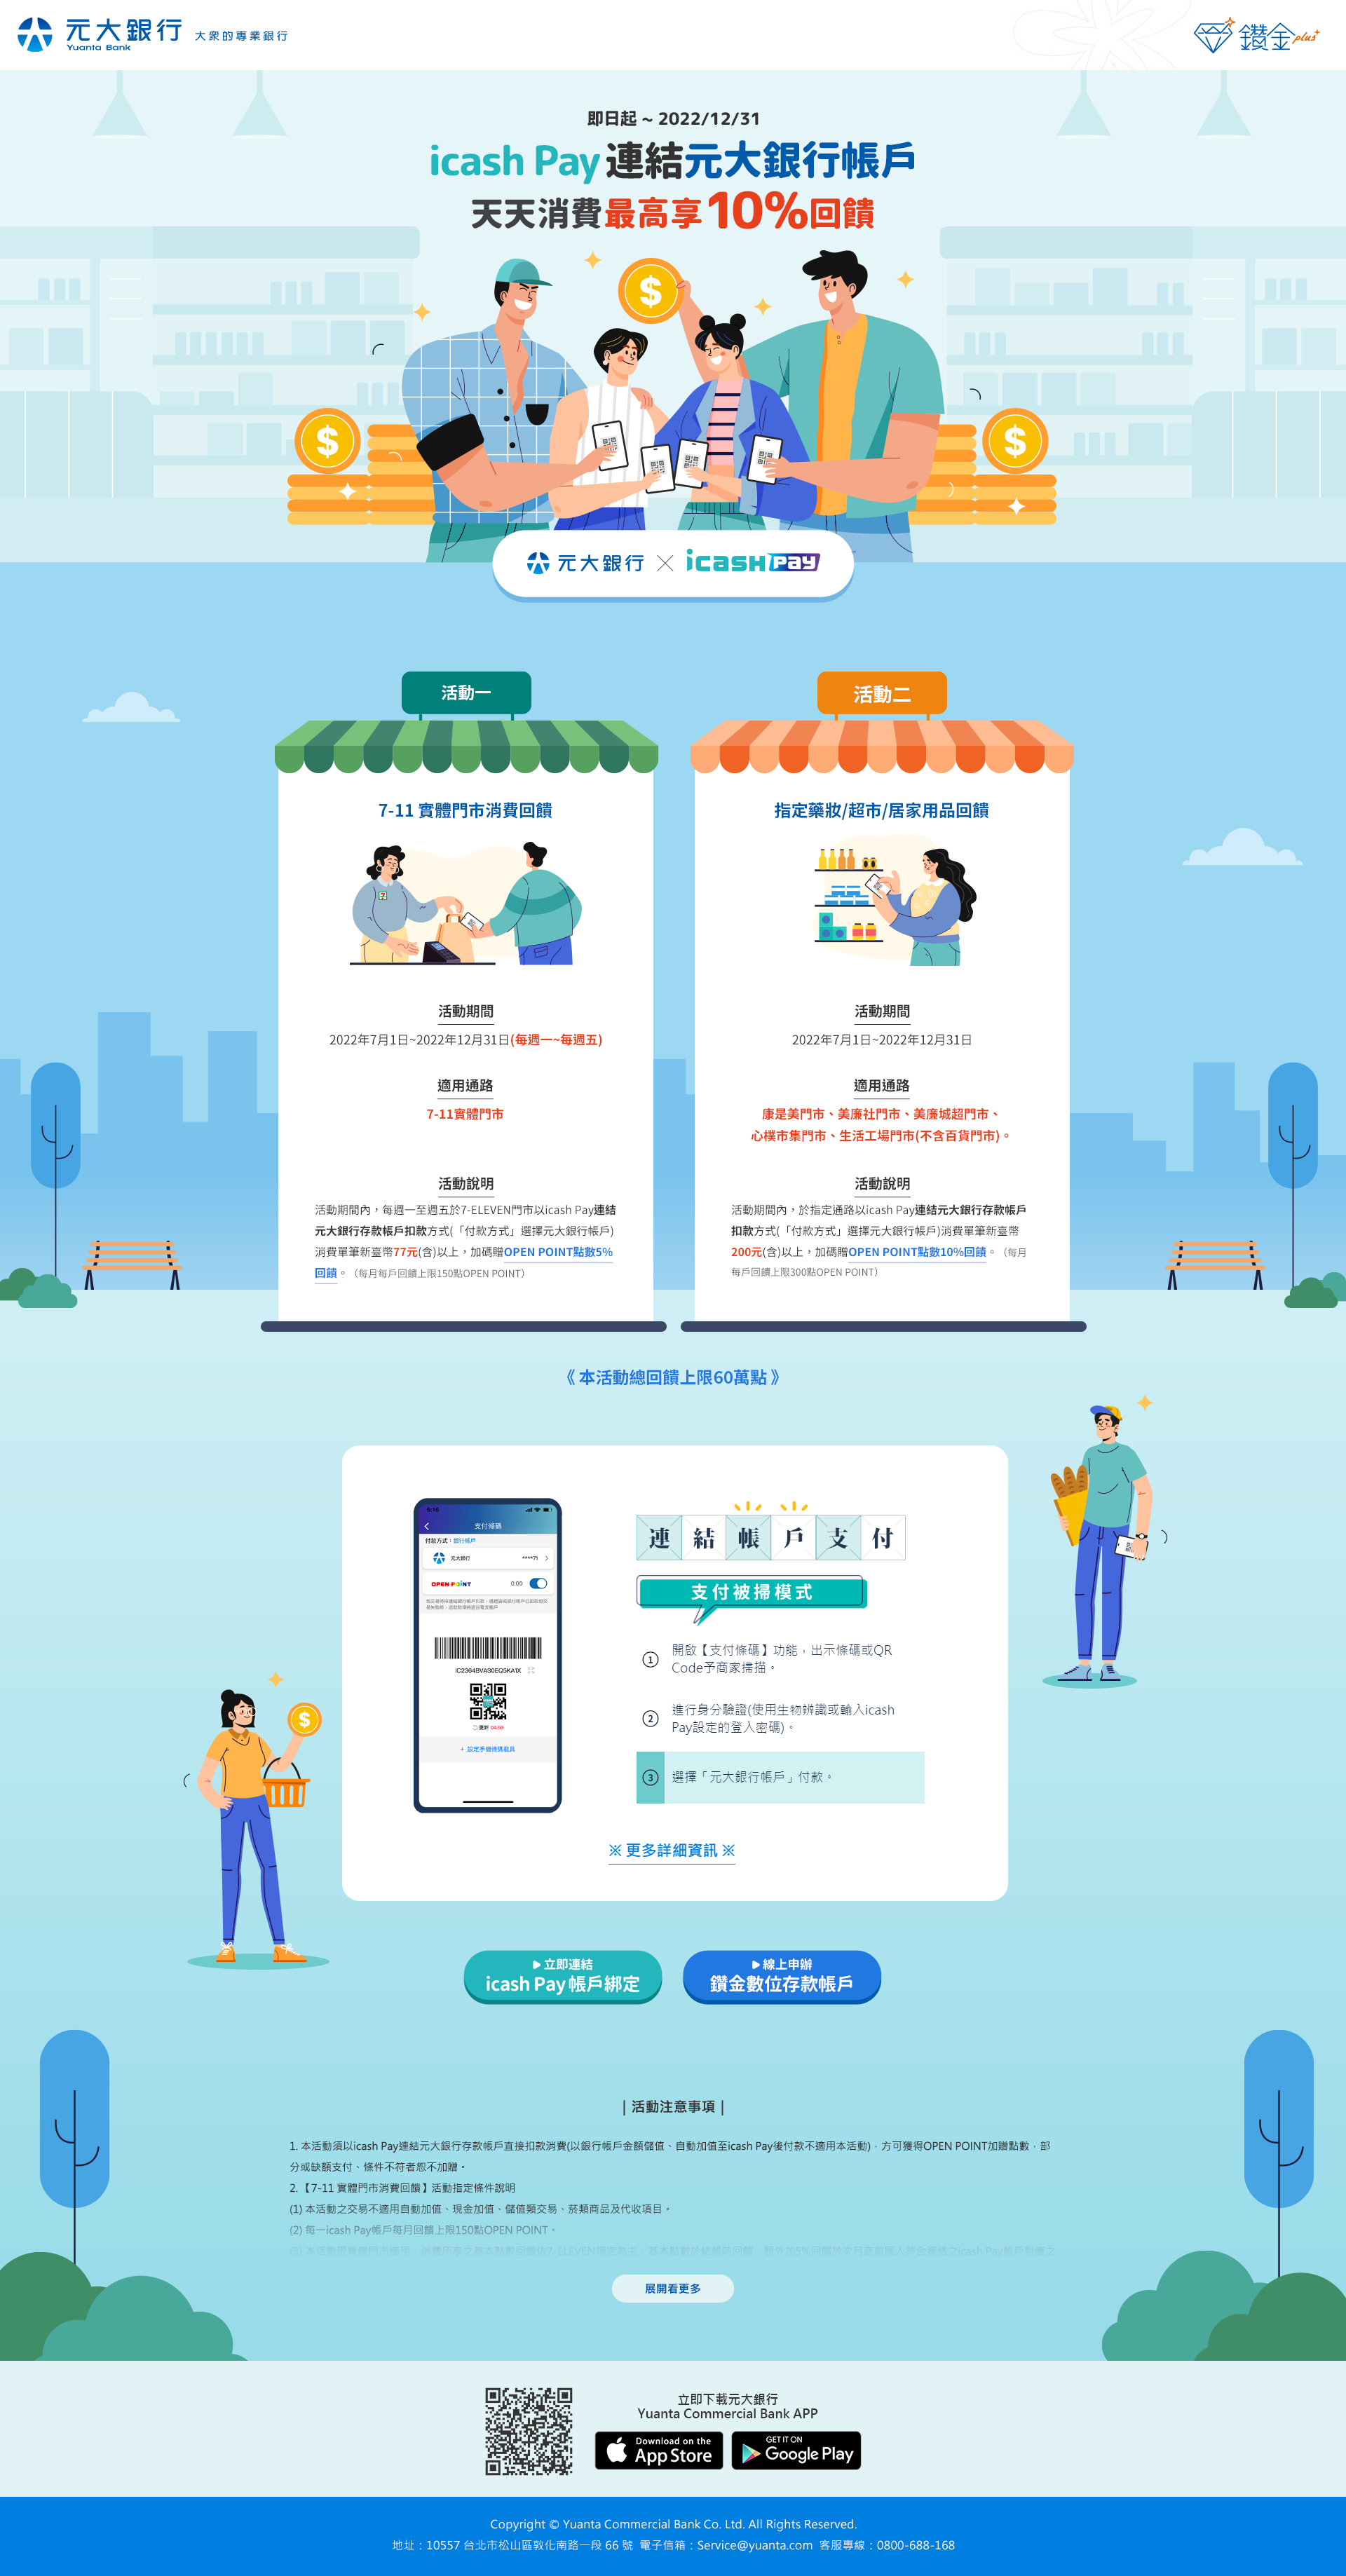 元大銀行
Yuanta Bank
大眾的專業銀行
鑽金plus+
即日起 ~ 2022/12/31
icash Pay 連結元大銀行帳戶
天天消費最高享10%回饋
元大銀行 × icash Pay
活動一
7-11 實體門市消費回饋
活動期間
2022年7月1日~2022年12月31日(每週一~每週五)
適用通路
7-11實體門市
活動說明
活動期間內，每週一至週五於7-ELEVEN門市以icash Pay連結
元大銀行存款帳戶扣款方式(「付款方式」選擇元大銀行帳戶)
消費單筆新臺幣77元(含)以上，加碼贈OPEN POINT點數5%
回饋。（每月每戶回饋上限150點OPEN POINT）
活動二
指定藥妝/超市/居家用品回饋
活動期間
2022年7月1日~2022年12月31日
適用通路
康是美門市、美廉社門市、美廉城超門市、
心樸市集門市、生活工場門市(不含百貨門市)。
活動說明
活動期間內，於指定通路以icash Pay連結元大銀行存款帳戶
扣款方式(「付款方式」選擇元大銀行帳戶)消費單筆新臺幣
200元(含)以上，加碼贈OPEN POINT點數10%回饋。（每月
每戶回饋上限300點OPEN POINT）
《 本活動總回饋上限60萬點 》
支付條碼
付款方式：銀行帳戶
元大銀行 ****71
OPEN POINT 0.00
IC2364BVAS0EQ5KA1X
更新 04:59
+ 設定手機條碼載具
連結帳戶支付
支付被掃模式
1 開啟【支付條碼】功能，出示條碼或QR
Code予商家掃描。
2 進行身分驗證(使用生物辨識或輸入icash
Pay設定的登入密碼)。
3 選擇「元大銀行帳戶」付款。
※ 更多詳細資訊 ※
立即連結
icash Pay 帳戶綁定
線上申辦
鑽金數位存款帳戶
| 活動注意事項 |
1. 本活動須以icash Pay連結元大銀行存款帳戶直接扣款消費(以銀行帳戶金額儲值、自動加值至icash Pay後付款不適用本活動)，方可獲得OPEN POINT加贈點數，部
分或缺額支付、條件不符者恕不加贈。
2. 【7-11 實體門市消費回饋】活動指定條件說明
(1) 本活動之交易不適用自動加值、現金加值、儲值類交易、菸類商品及代收項目。
(2) 每一icash Pay帳戶每月回饋上限150點OPEN POINT。
展開看更多
立即下載元大銀行
Yuanta Commercial Bank APP
Download on the
App Store
GET IT ON
Google Play
Copyright © Yuanta Commercial Bank Co. Ltd. All Rights Reserved.
地址：10557 台北市松山區敦化南路一段 66 號 電子信箱：Service@yuanta.com 客服專線：0800-688-168